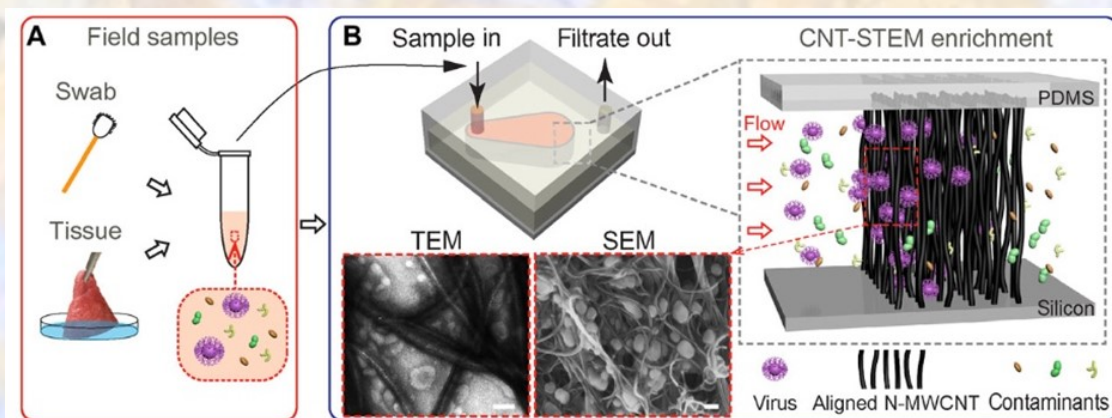 A
Field samples
Swab
Tissue
B
Sample in
Filtrate out
CNT-STEM enrichment
PDMS
Flow
Silicon
TEM
SEM
Virus
Aligned N-MWCNT
Contaminants